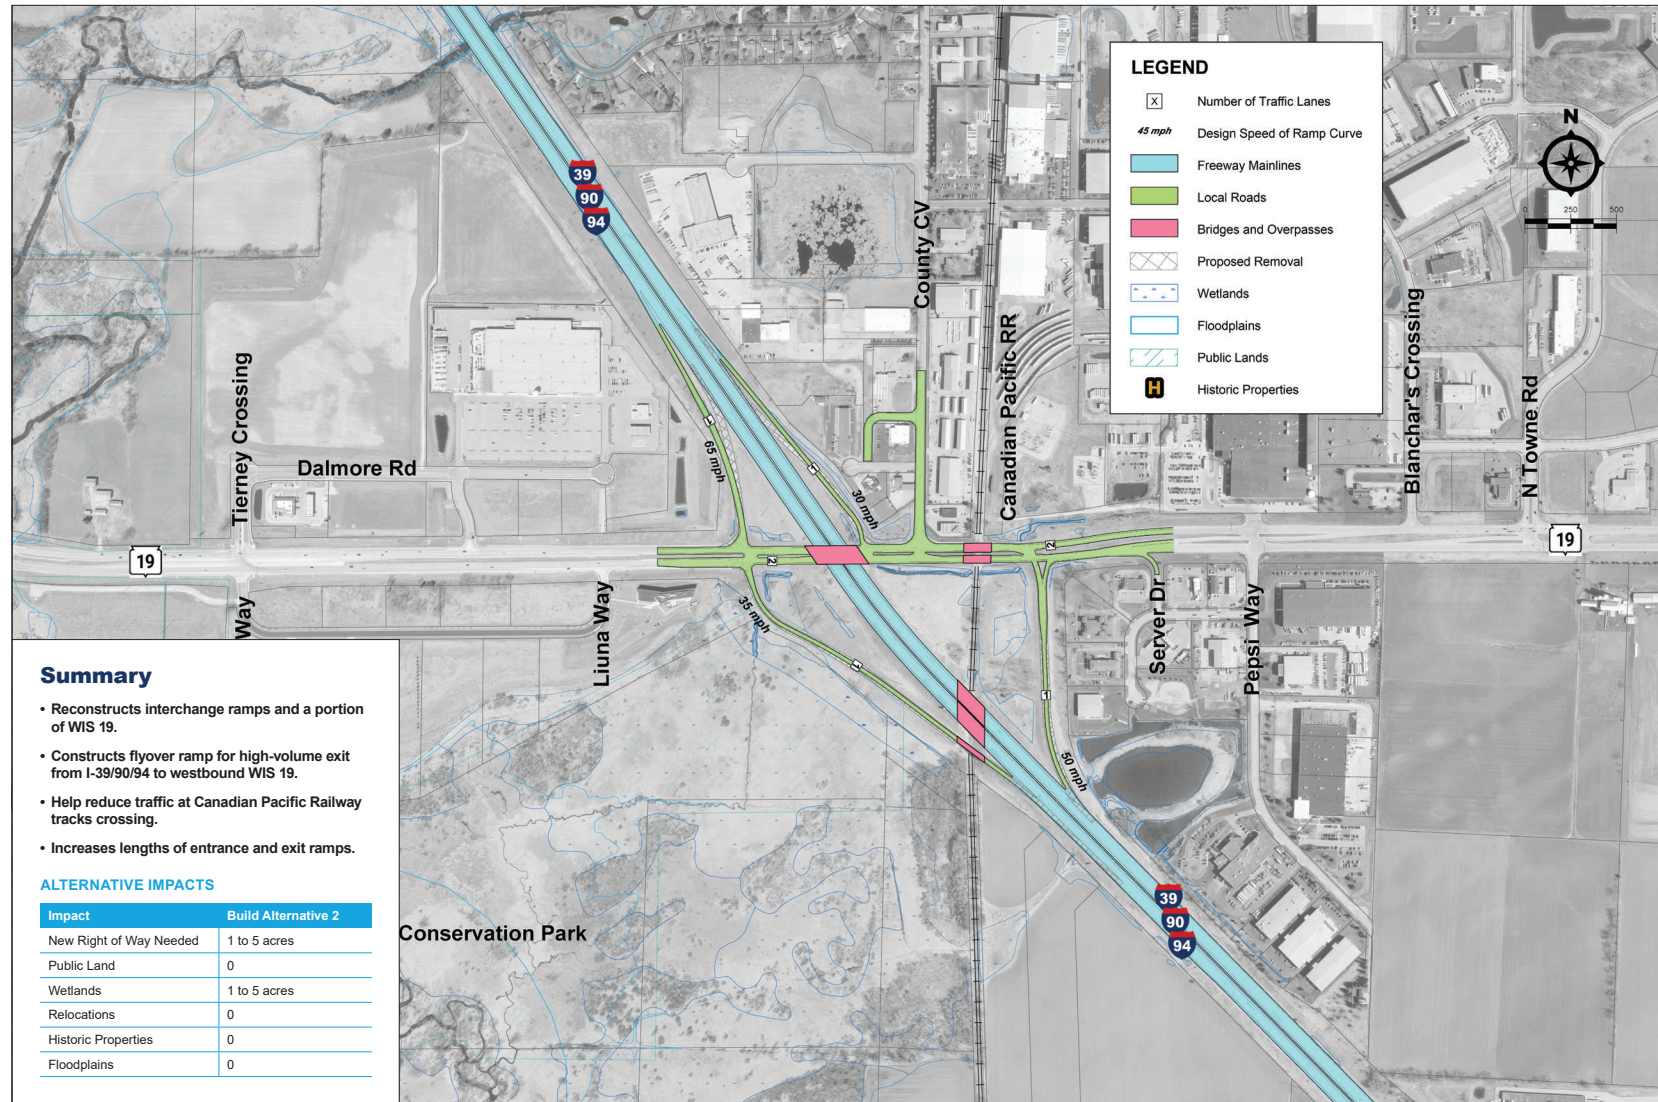 LEGEND
X Number of Traffic Lanes
45 mph Design Speed of Ramp Curve
Freeway Mainlines
Local Roads
Bridges and Overpasses
Proposed Removal
Wetlands
Floodplains
Public Lands
H Historic Properties
N
0 250 500
39
90
94
County CV
Canadian Pacific RR
Blanchar's Crossing
N Towne Rd
Tierney Crossing
Dalmore Rd
1
65 mph
1
30 mph
19
2
2
19
35 mph
1
Way
Liuna Way
Server Dr
Pepsi Way
1
50 mph
39
90
94
Conservation Park
Summary
• Reconstructs interchange ramps and a portion
of WIS 19.
• Constructs flyover ramp for high-volume exit
from I-39/90/94 to westbound WIS 19.
• Help reduce traffic at Canadian Pacific Railway
tracks crossing.
• Increases lengths of entrance and exit ramps.
ALTERNATIVE IMPACTS
Impact Build Alternative 2
New Right of Way Needed 1 to 5 acres
Public Land 0
Wetlands 1 to 5 acres
Relocations 0
Historic Properties 0
Floodplains 0